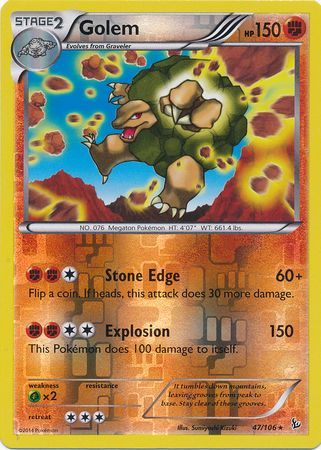 STAGE2
Golem
HP150
Evolves from Graveler
NO. 076 Megaton Pokémon HT: 4'07" WT: 661.4 lbs.
Stone Edge 60+
Flip a coin. If heads, this attack does 30 more damage.
Explosion 150
This Pokémon does 100 damage to itself.
weakness resistance
×2
retreat
It tumbles down mountains,
leaving grooves from peak to
base. Stay clear of these grooves.
©2014 Pokémon
Illus. Sumiyoshi Kizuki
47/106★